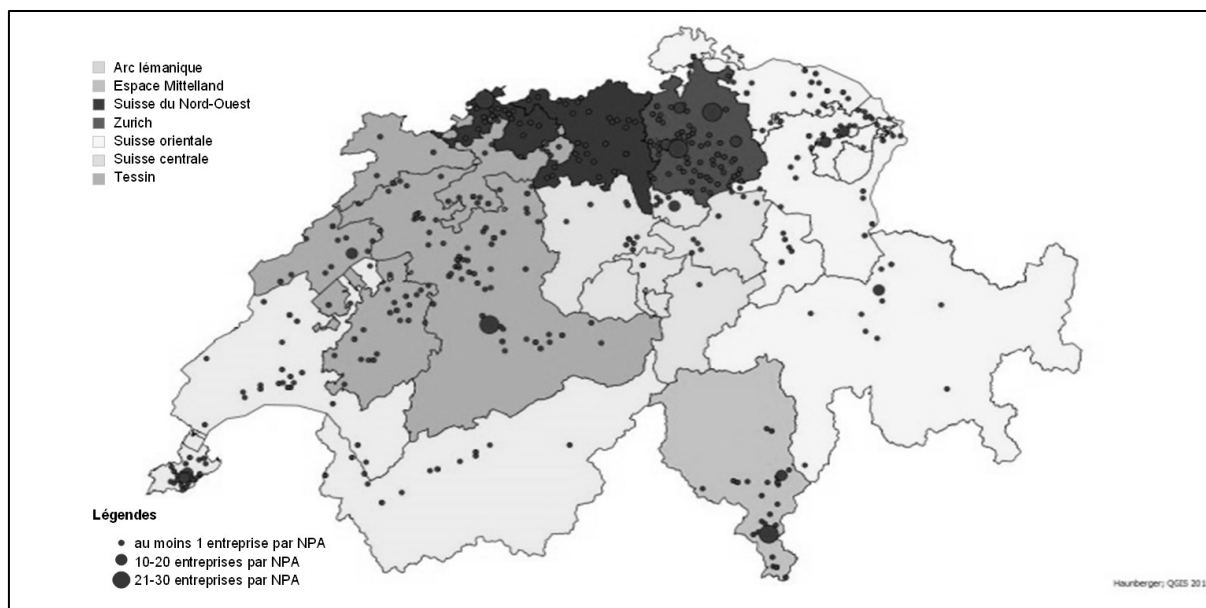 Arc lémanique
Espace Mittelland
Suisse du Nord-Ouest
Zurich
Suisse orientale
Suisse centrale
Tessin
Légendes
au moins 1 entreprise par NPA
10-20 entreprises par NPA
21-30 entreprises par NPA
Haunberger; QGIS 201